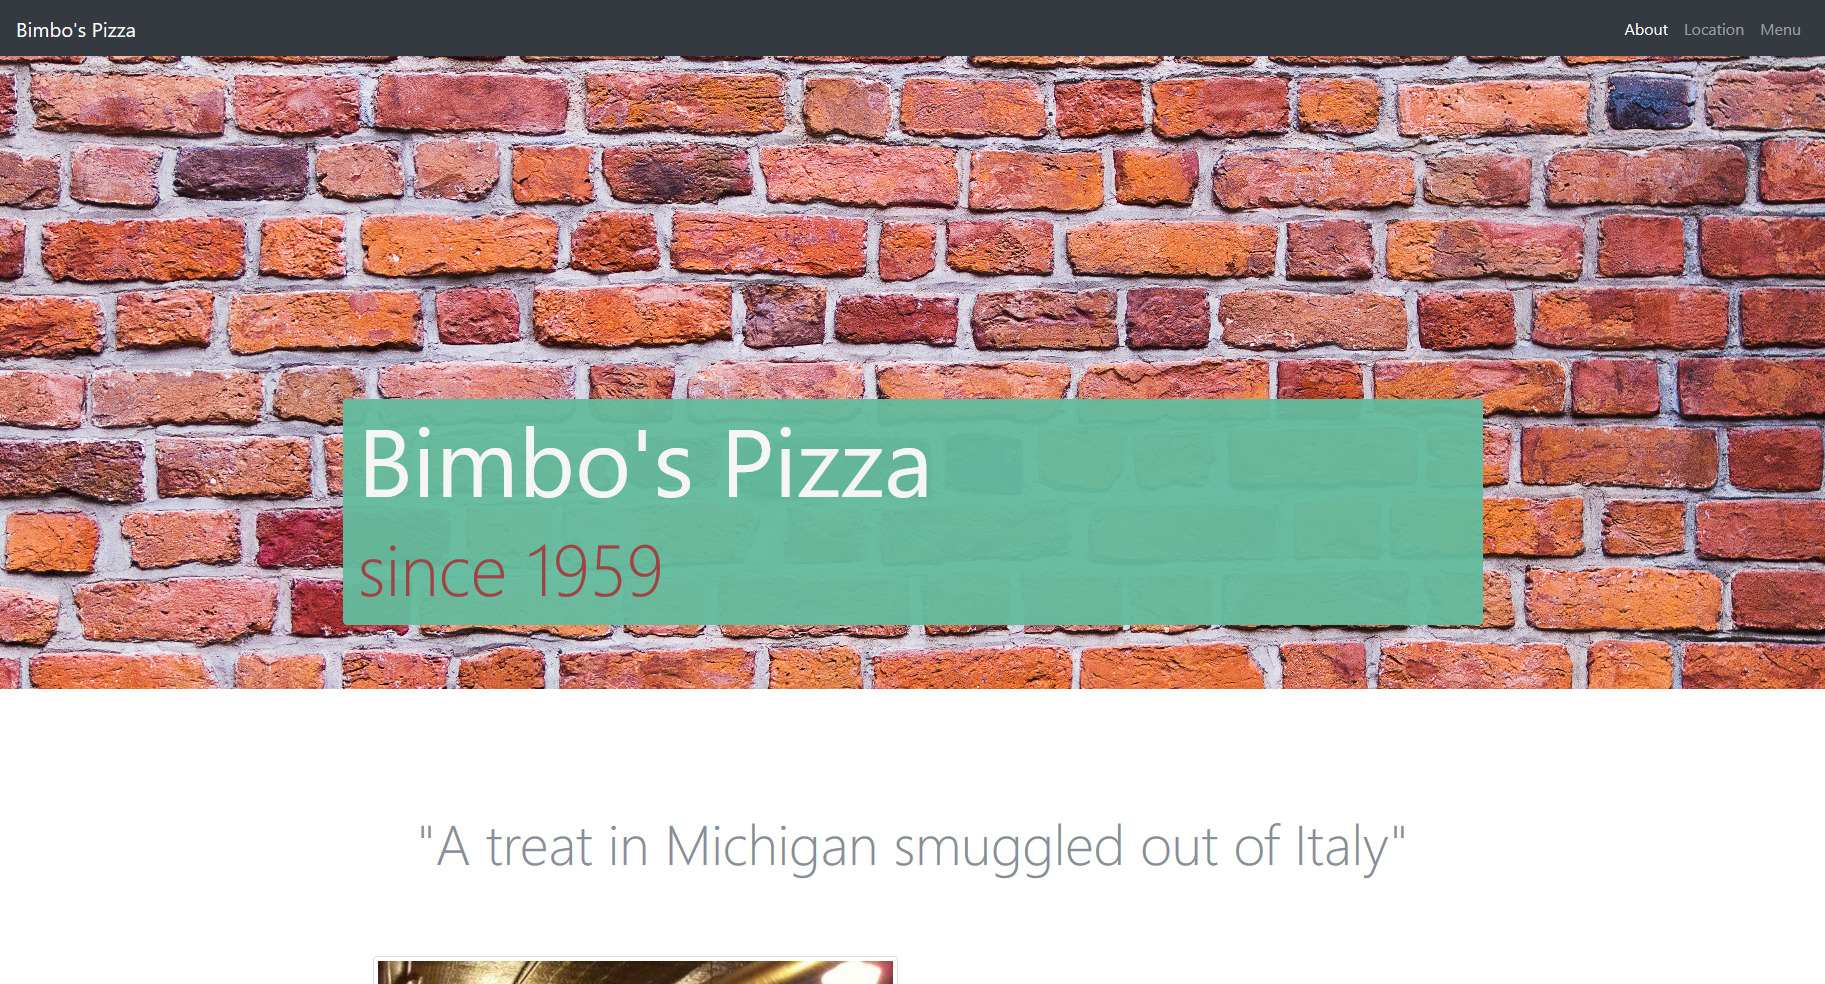 Bimbo's Pizza
About Location Menu
Bimbo's Pizza
since 1959
"A treat in Michigan smuggled out of Italy"